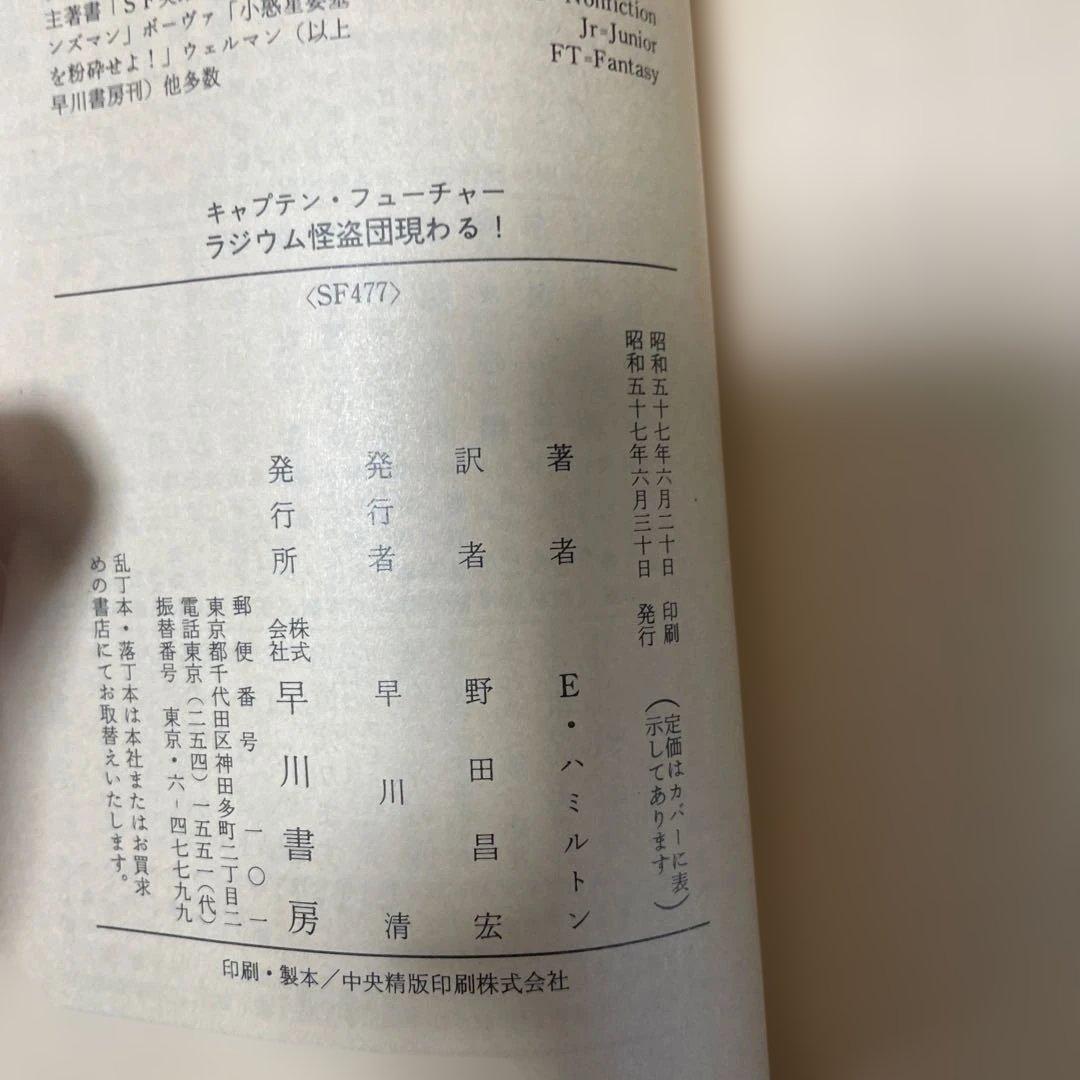 主著書「ＳＦ
ンズマン」ボーヴァ「小惑星要塞
を粉砕せよ！」ウェルマン（以上
早川書房刊）他多数
Nonfiction
Jr=Junior
FT=Fantasy
キャプテン・フューチャー
ラジウム怪盗団現わる！
〈SF477〉
昭和五十七年六月二十日 印刷
昭和五十七年六月三十日 発行
（定価はカバーに表
示してあります）
著者 E・ハミルトン
訳者 野田昌宏
発行者 早川清
発行所 株式会社 早川書房
郵便番号 一〇一
東京都千代田区神田多町二丁目二
電話東京（二五四）一五五一（代）
振替番号 東京・六－四七七九九
乱丁本・落丁本は本社またはお買求
めの書店にてお取替えいたします。
印刷・製本／中央精版印刷株式会社